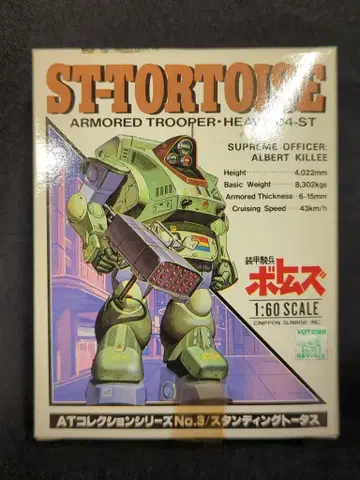 ST-TORTOISE
ARMORED TROOPER・HEAVY 04-ST
SUPREME OFFICER:
ALBERT KILLEE
Height 4,022mm
Basic Weight 8,302kgs
Armored Thickness 6-15mm
Cruising Speed 43km/h
装甲騎兵
ボトムズ
1:60 SCALE
©NIPPON SUNRISE INC.
VOTOMS
ATコレクションシリーズNo.3/スタンディングトータス